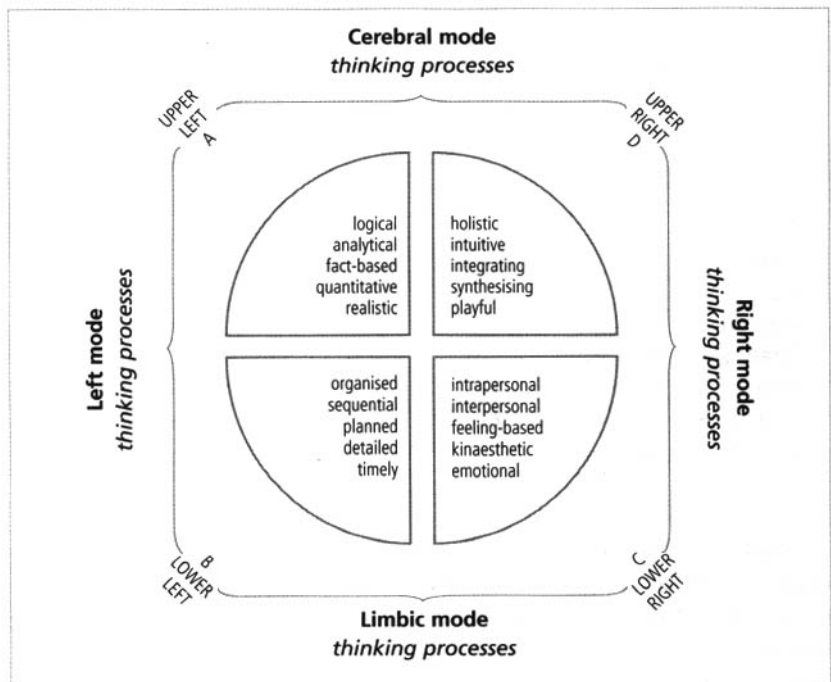 Cerebral mode
thinking processes
UPPER
LEFT
A
UPPER
RIGHT
D
logical
analytical
fact-based
quantitative
realistic
holistic
intuitive
integrating
synthesising
playful
Left mode
thinking processes
Right mode
thinking processes
organised
sequential
planned
detailed
timely
intrapersonal
interpersonal
feeling-based
kinaesthetic
emotional
B
LOWER
LEFT
C
LOWER
RIGHT
Limbic mode
thinking processes